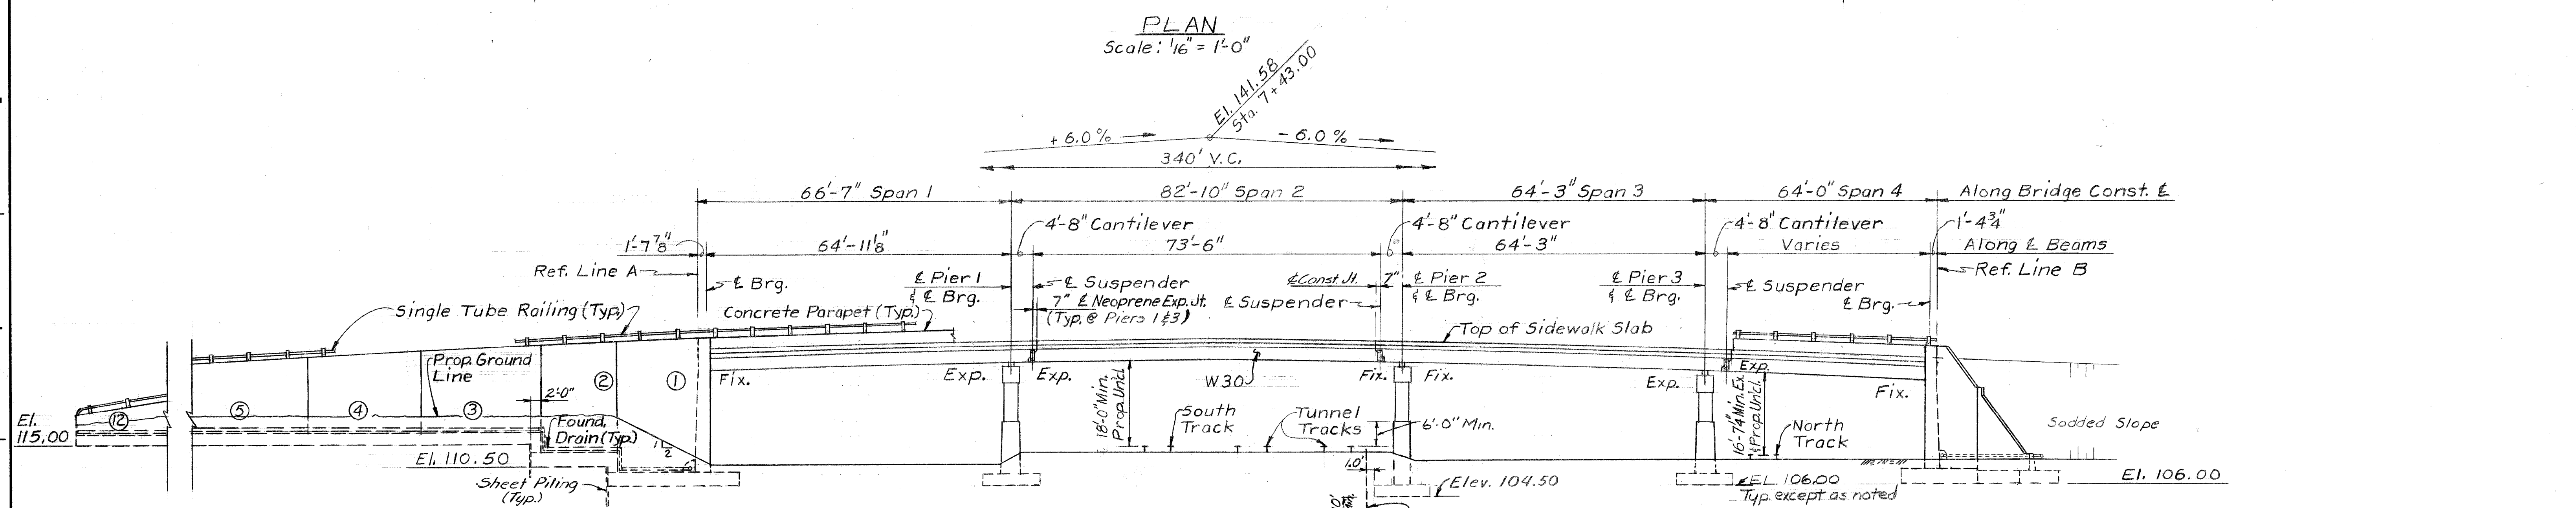 PLAN
Scale: 1/16" = 1'-0"
El. 141.58
Sta. 7+43.00
+6.0%
-6.0%
340' V.C.
66'-7" Span 1
82'-10" Span 2
64'-3" Span 3
64'-0" Span 4
Along Bridge Const. ℄
4'-8" Cantilever
4'-8" Cantilever
4'-8" Cantilever
1'-4 3/4"
1'-7 7/8"
64'-11 1/8"
73'-6"
64'-3"
Varies
Along ℄ Beams
Ref. Line A
℄ Brg.
℄ Pier 1
& ℄ Brg.
℄ Suspender
7" ℄ Neoprene Exp. Jt.
(Typ. @ Piers 1&3)
℄ Const. Jt.
7"
℄ Suspender
℄ Pier 2
& ℄ Brg.
℄ Pier 3
& ℄ Brg.
℄ Suspender
℄ Brg.
Ref. Line B
Single Tube Railing (Typ.)
Concrete Parapet (Typ.)
Top of Sidewalk Slab
Prop. Ground
Line
2'-0"
12
5
4
3
2
1
Fix.
Exp.
Exp.
W30
Fix.
Fix.
Exp.
Exp.
Fix.
18'-0" Min.
Prop. Uncl.
South
Track
Tunnel
Tracks
6'-0" Min.
16'-7 1/4" Min. Ex.
& Prop. Uncl.
North
Track
Sodded Slope
El.
115.00
Found.
Drain (Typ.)
1
2
El. 110.50
Sheet Piling
(Typ.)
1.0'
Elev. 104.50
EL. 106.00
Typ. except as noted
El. 106.00